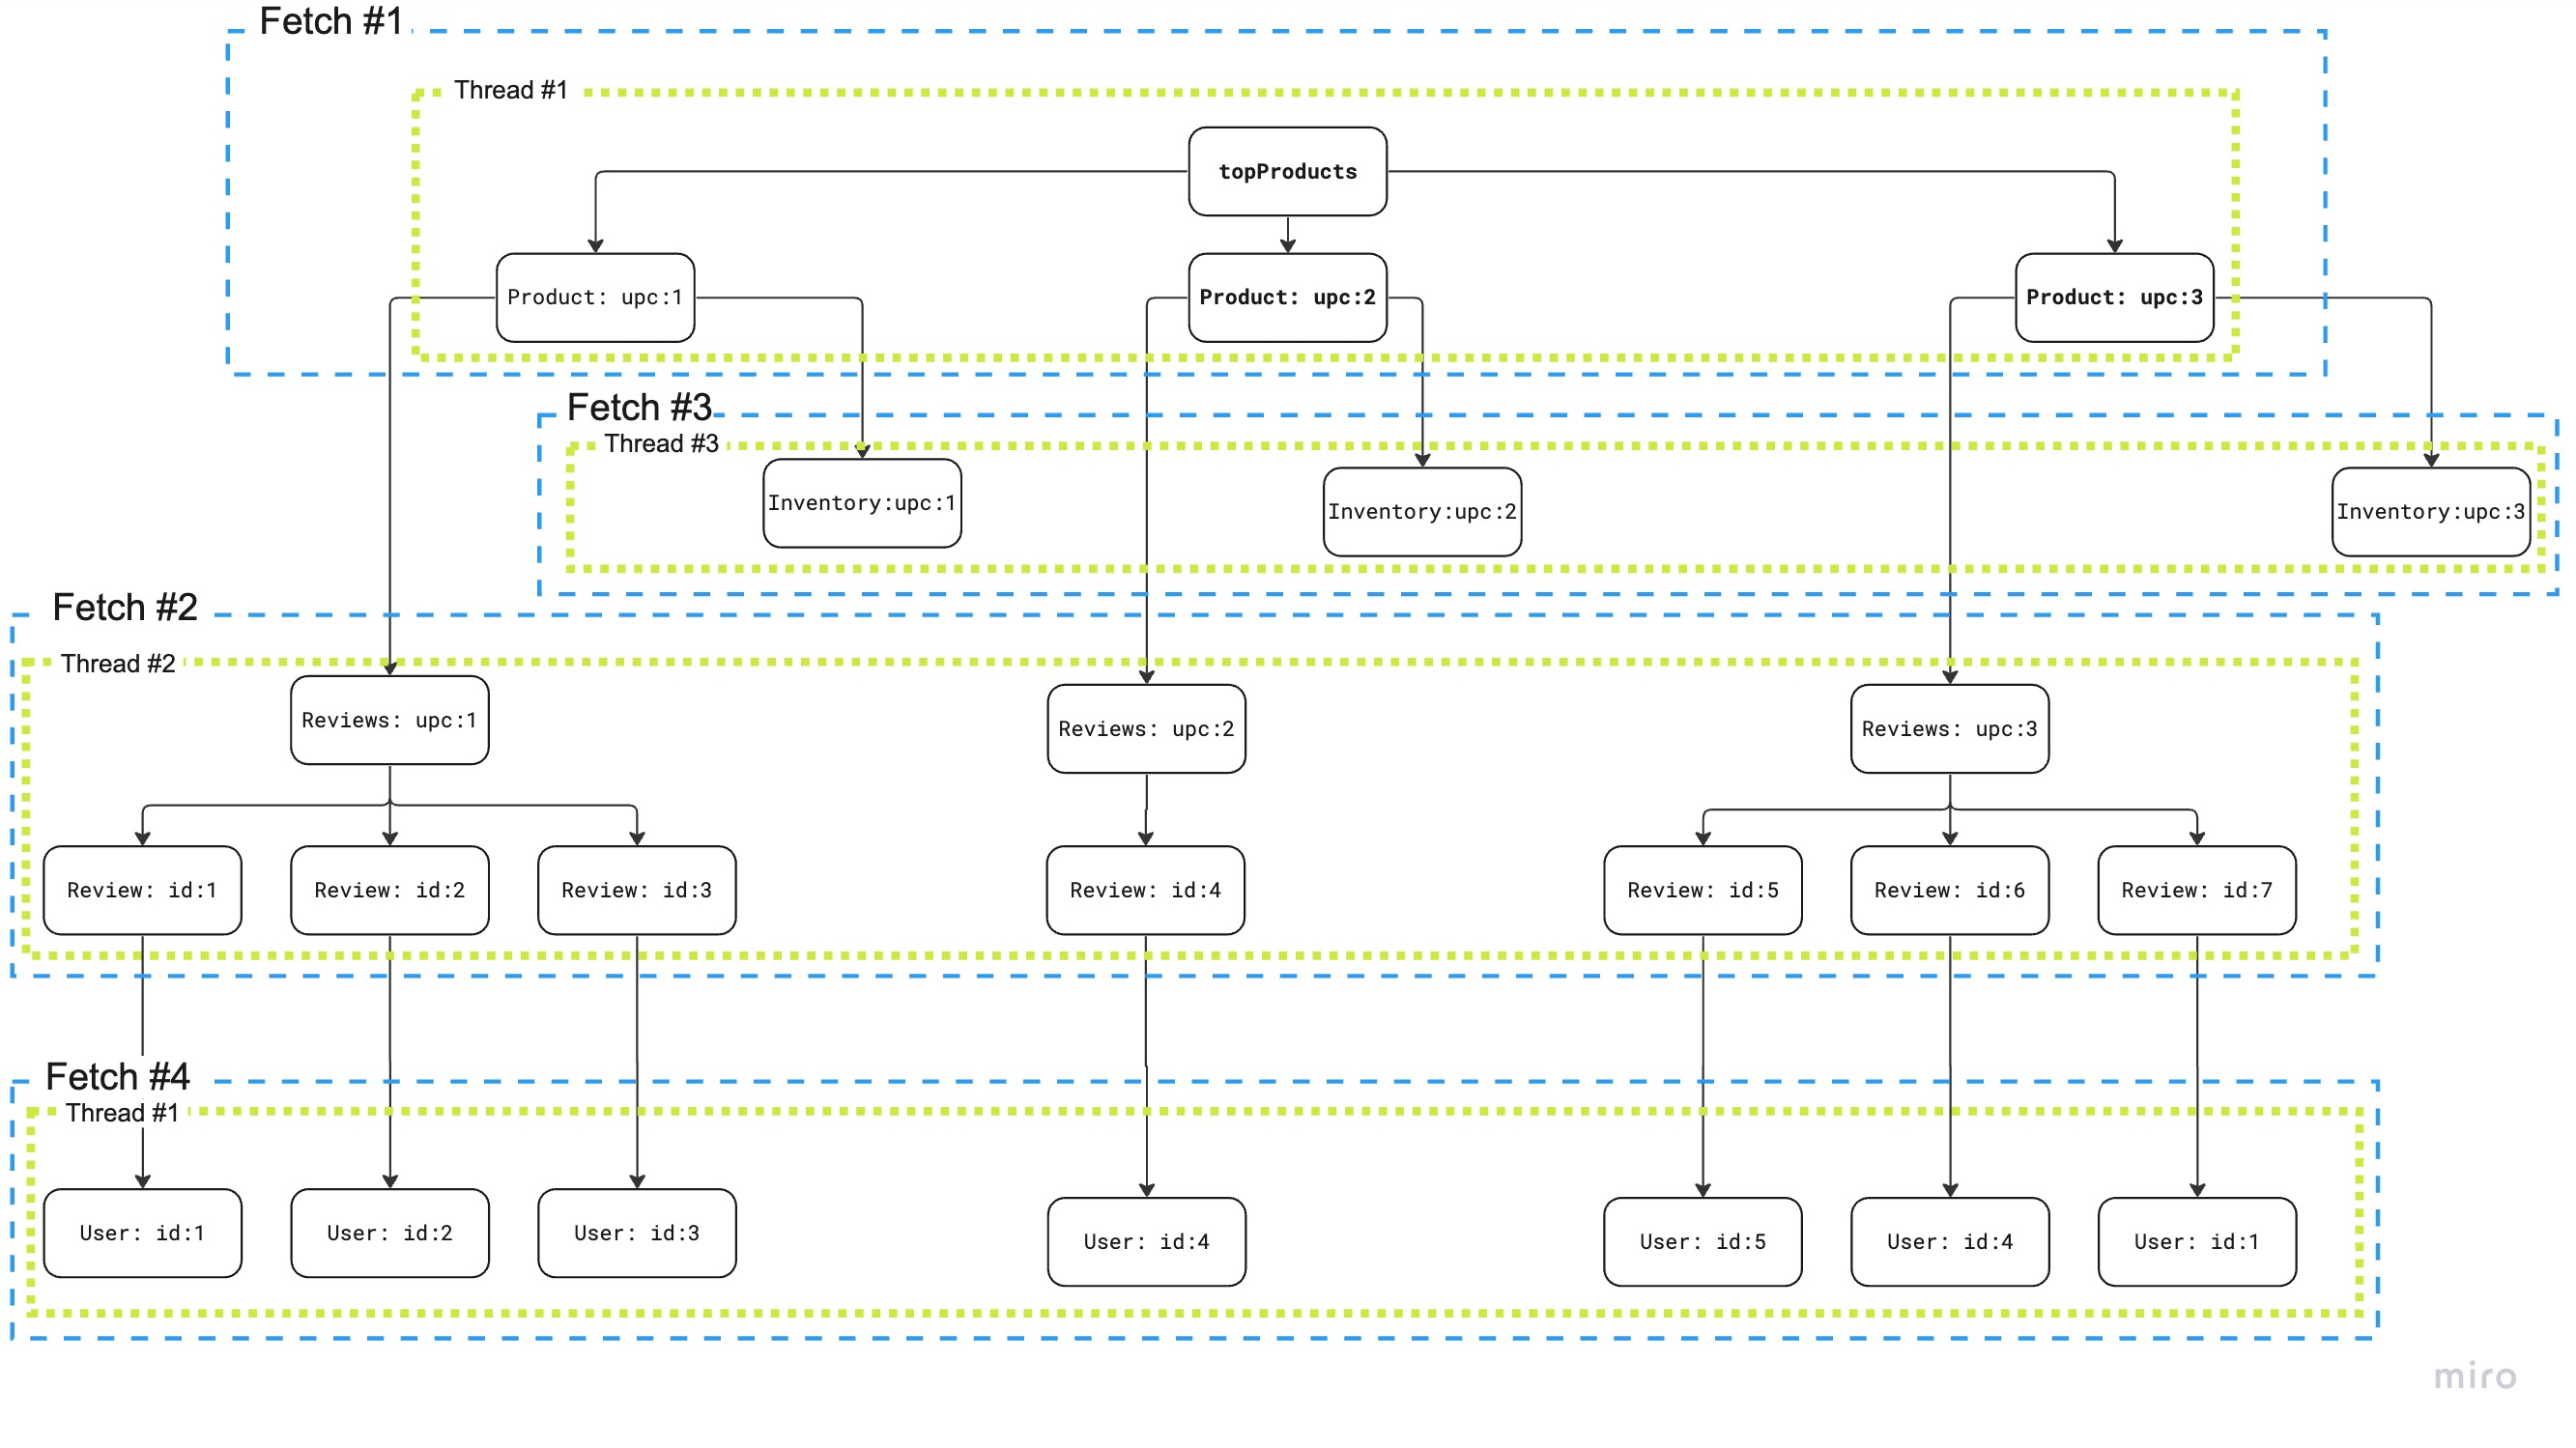 Fetch #1
Thread #1
topProducts
Product: upc:1
Product: upc:2
Product: upc:3
Fetch #3
Thread #3
Inventory:upc:1
Inventory:upc:2
Inventory:upc:3
Fetch #2
Thread #2
Reviews: upc:1
Reviews: upc:2
Reviews: upc:3
Review: id:1
Review: id:2
Review: id:3
Review: id:4
Review: id:5
Review: id:6
Review: id:7
Fetch #4
Thread #1
User: id:1
User: id:2
User: id:3
User: id:4
User: id:5
User: id:4
User: id:1
miro